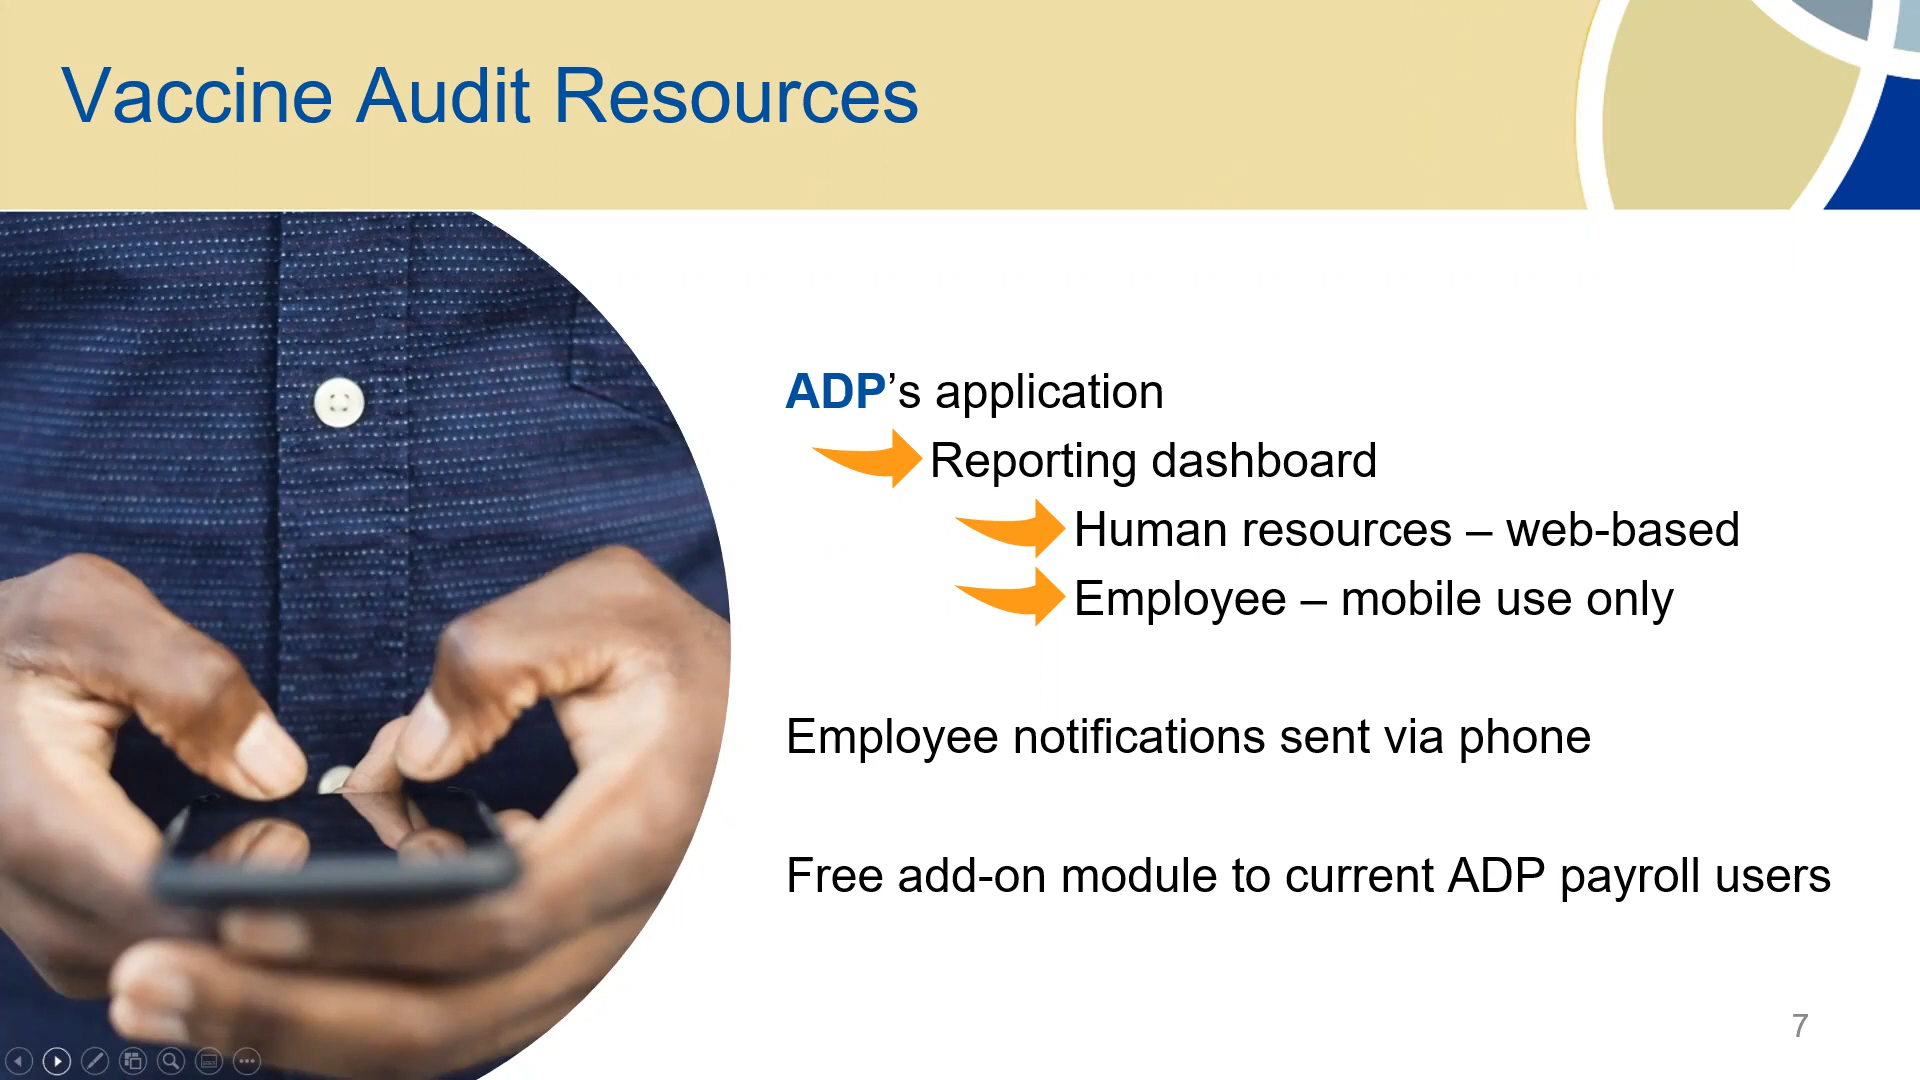 Vaccine Audit Resources
ADP’s application
Reporting dashboard
Human resources – web-based
Employee – mobile use only
Employee notifications sent via phone
Free add-on module to current ADP payroll users
7